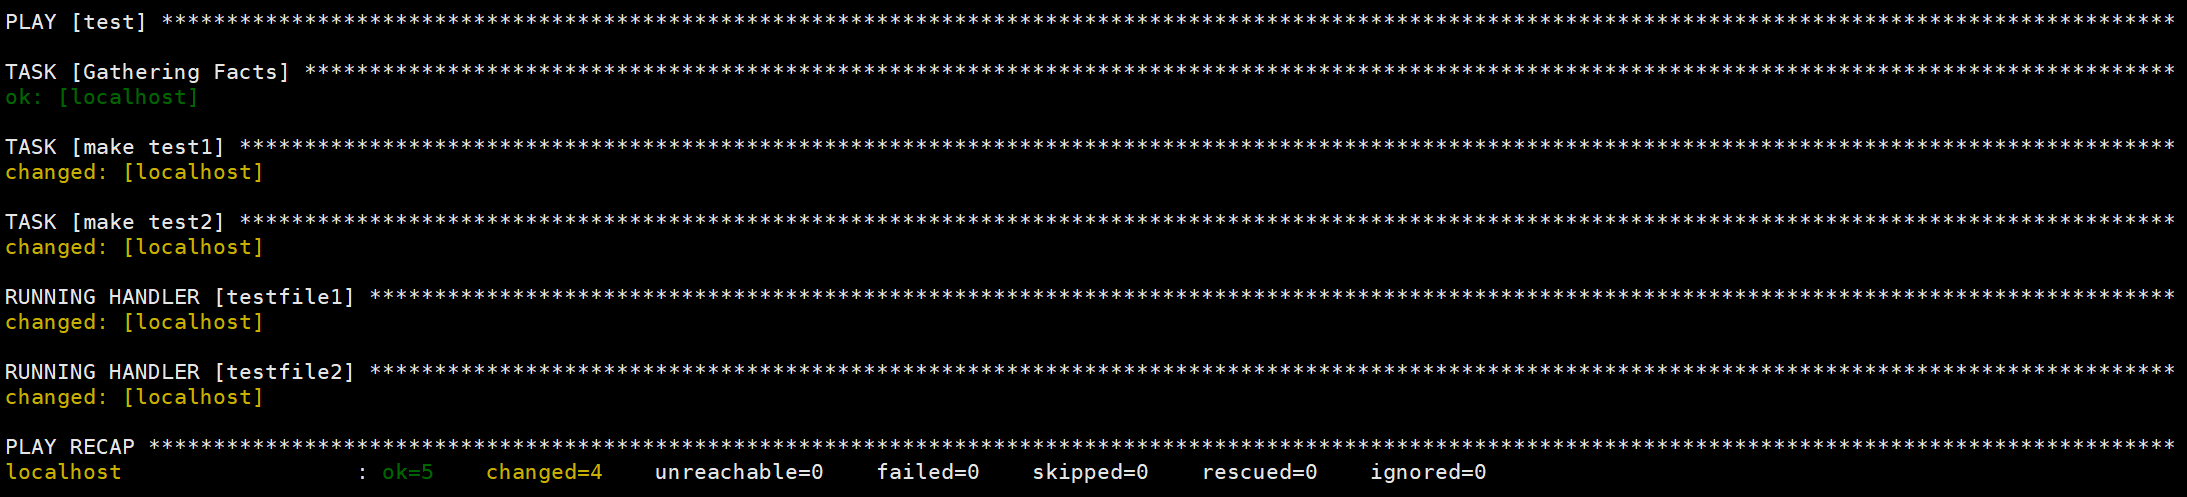 PLAY [test] ***********************************************************************************************************************************************************
TASK [Gathering Facts] ************************************************************************************************************************************************
ok: [localhost]
TASK [make test1] *****************************************************************************************************************************************************
changed: [localhost]
TASK [make test2] *****************************************************************************************************************************************************
changed: [localhost]
RUNNING HANDLER [testfile1] *******************************************************************************************************************************************
changed: [localhost]
RUNNING HANDLER [testfile2] *******************************************************************************************************************************************
changed: [localhost]
PLAY RECAP ************************************************************************************************************************************************************
localhost                  : ok=5    changed=4    unreachable=0    failed=0    skipped=0    rescued=0    ignored=0